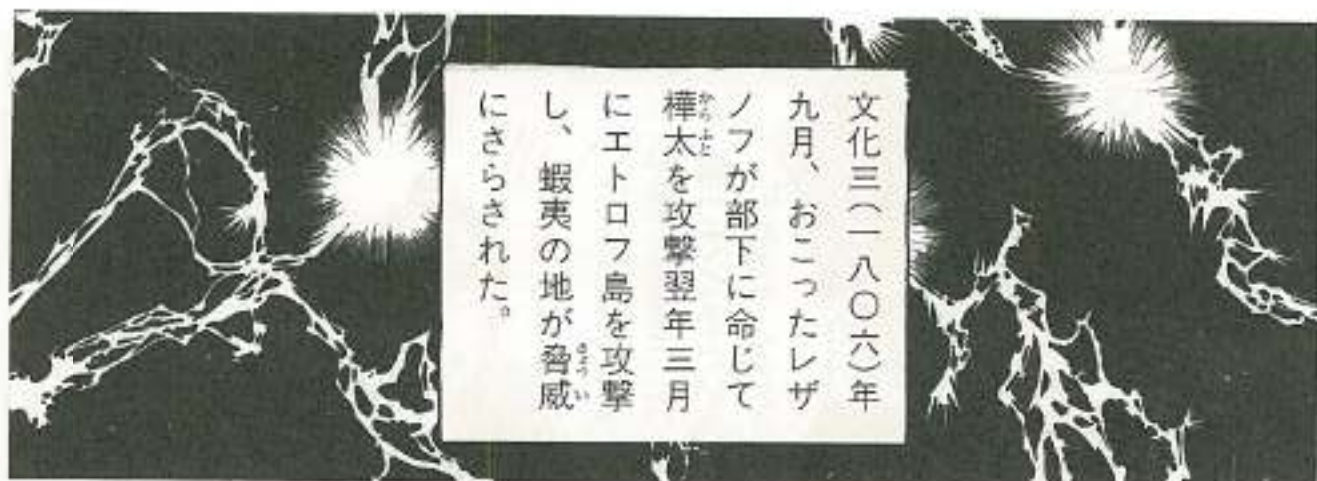 文化三(一八〇六)年
九月、おこったレザ
ノフが部下に命じて
樺太を攻撃翌年三月
にエトロフ島を攻撃
し、蝦夷の地が脅威
にさらされた。